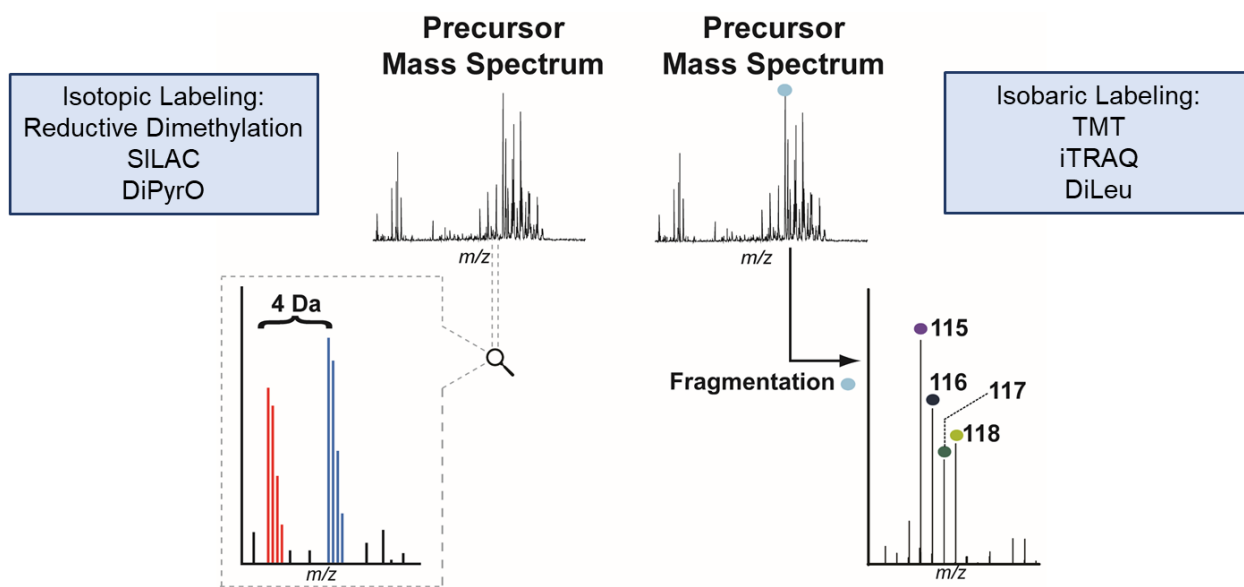 Precursor
Mass Spectrum
Precursor
Mass Spectrum
Isotopic Labeling:
Reductive Dimethylation
SILAC
DiPyrO
Isobaric Labeling:
TMT
iTRAQ
DiLeu
m/z
m/z
4 Da
m/z
Fragmentation
115
116
117
118
m/z